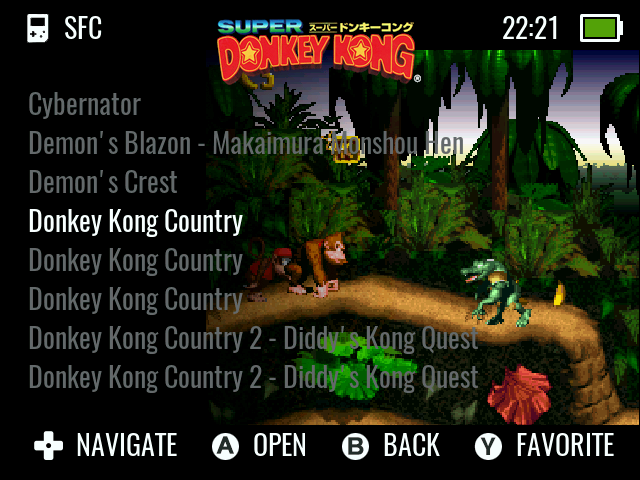 SFC
22:21
SUPER
スーパードンキーコング
DONKEY KONG
®
Cybernator
Demon's Blazon - Makaimura Monshou Hen
Demon's Crest
Donkey Kong Country
Donkey Kong Country
Donkey Kong Country
Donkey Kong Country 2 - Diddy's Kong Quest
Donkey Kong Country 2 - Diddy's Kong Quest
NAVIGATE
A OPEN
B BACK
Y FAVORITE